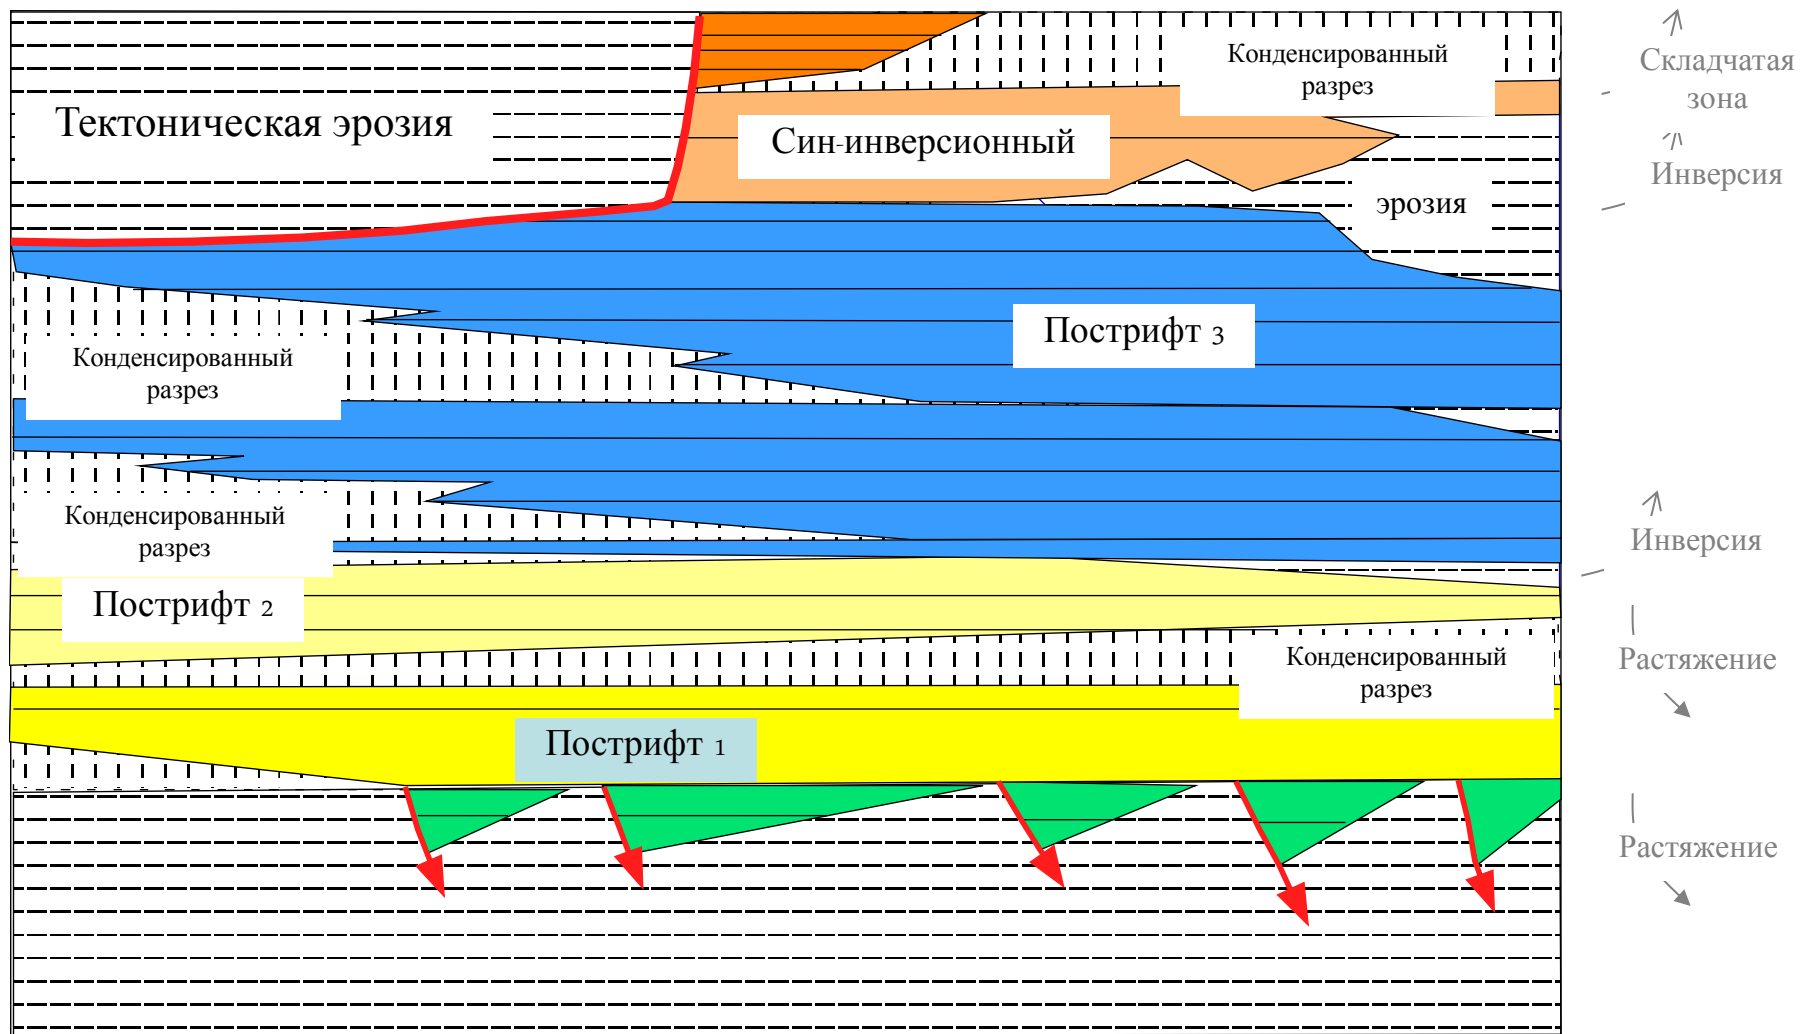 Конденсированный
разрез
Складчатая
зона
Тектоническая эрозия
Син-инверсионный
Инверсия
эрозия
Пострифт 3
Конденсированный
разрез
Конденсированный
разрез
Инверсия
Пострифт 2
Конденсированный
разрез
Растяжение
Пострифт 1
Растяжение